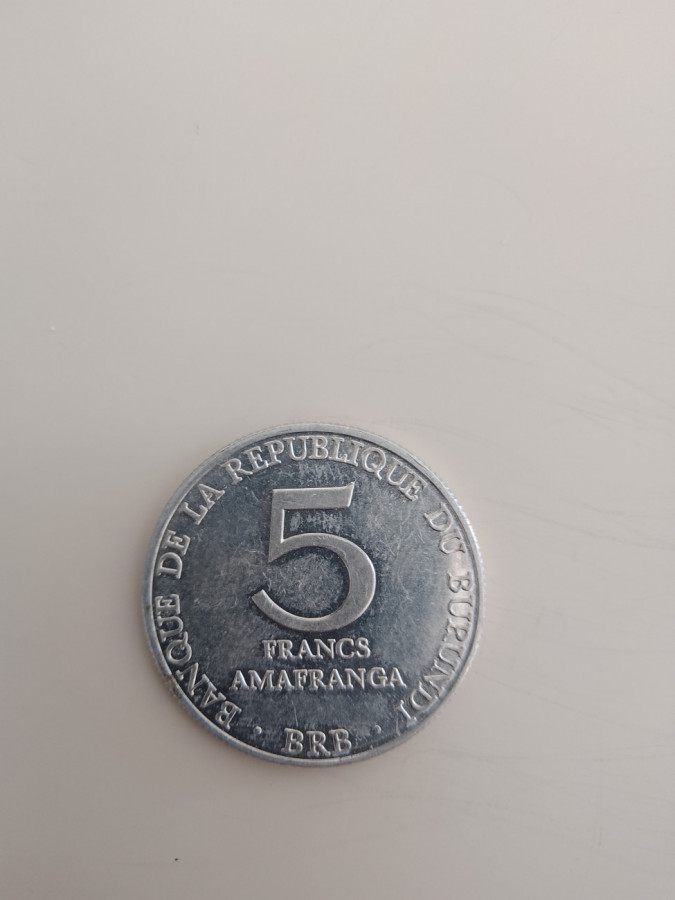 BANQUE DE LA REPUBLIQUE DU BURUNDI
5
FRANCS
AMAFRANGA
· BRB ·